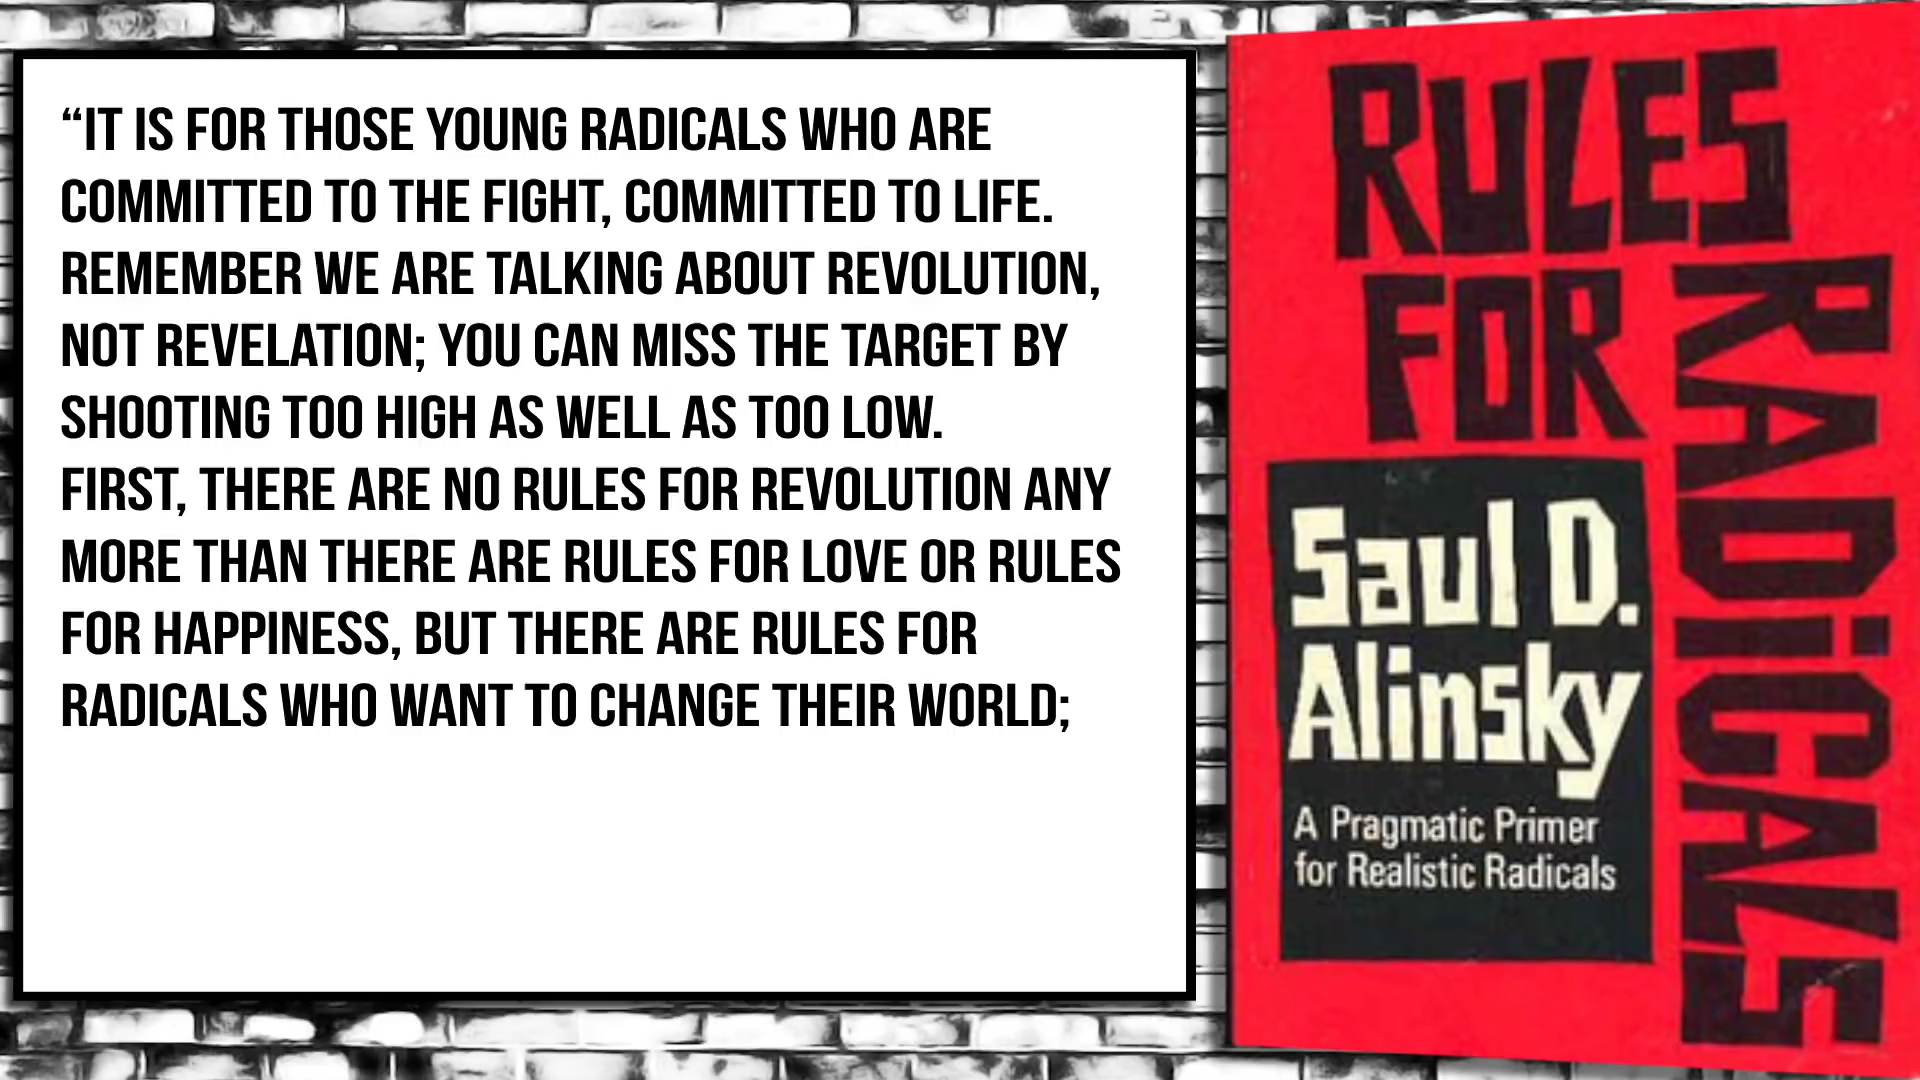 “IT IS FOR THOSE YOUNG RADICALS WHO ARE
COMMITTED TO THE FIGHT, COMMITTED TO LIFE.
REMEMBER WE ARE TALKING ABOUT REVOLUTION,
NOT REVELATION; YOU CAN MISS THE TARGET BY
SHOOTING TOO HIGH AS WELL AS TOO LOW.
FIRST, THERE ARE NO RULES FOR REVOLUTION ANY
MORE THAN THERE ARE RULES FOR LOVE OR RULES
FOR HAPPINESS, BUT THERE ARE RULES FOR
RADICALS WHO WANT TO CHANGE THEIR WORLD;
RULES
FOR
RADiCALS
Saul D.
Alinsky
A Pragmatic Primer
for Realistic Radicals